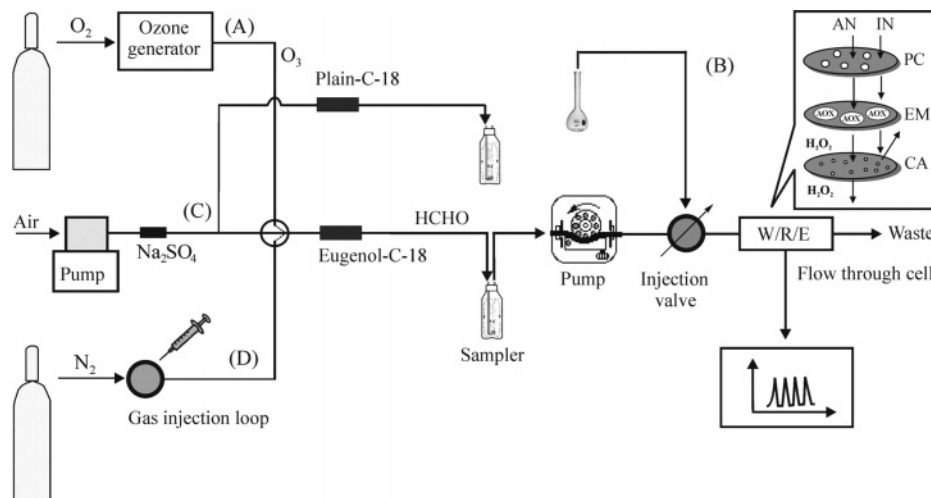 O₂
Ozone
generator
(A)
O₃
Plain-C-18
(B)
AN IN
PC
AOX AOX AOX
EM
H₂O₂
CA
H₂O₂
Air
Pump
Na₂SO₄
(C)
Eugenol-C-18
HCHO
Sampler
Pump
Injection
valve
W/R/E
Waste
Flow through cell
N₂
Gas injection loop
(D)